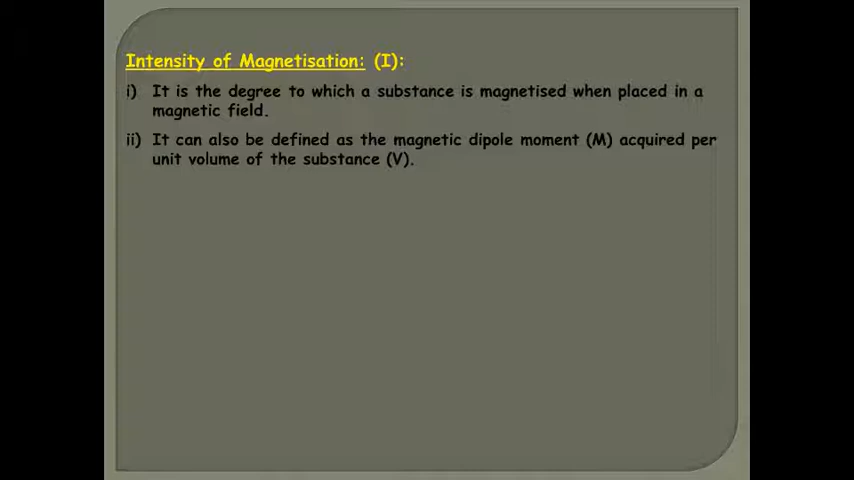 Intensity of Magnetisation: (I):
i) It is the degree to which a substance is magnetised when placed in a
magnetic field.
ii) It can also be defined as the magnetic dipole moment (M) acquired per
unit volume of the substance (V).